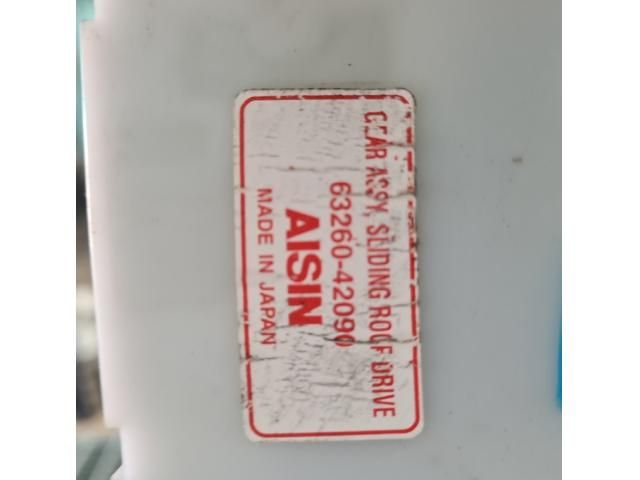 GEAR ASSY, SLIDING ROOF DRIVE
63260-42090
AISIN
MADE IN JAPAN